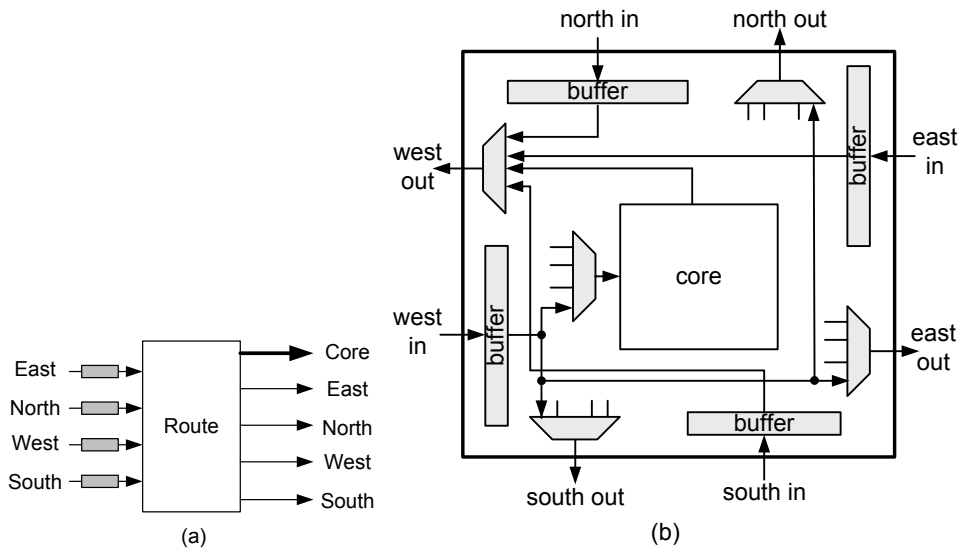 East
North
West
South
Route
Core
East
North
West
South
(a)
north in
north out
buffer
buffer
east
in
west
out
core
west
in
buffer
east
out
buffer
south out
south in
(b)